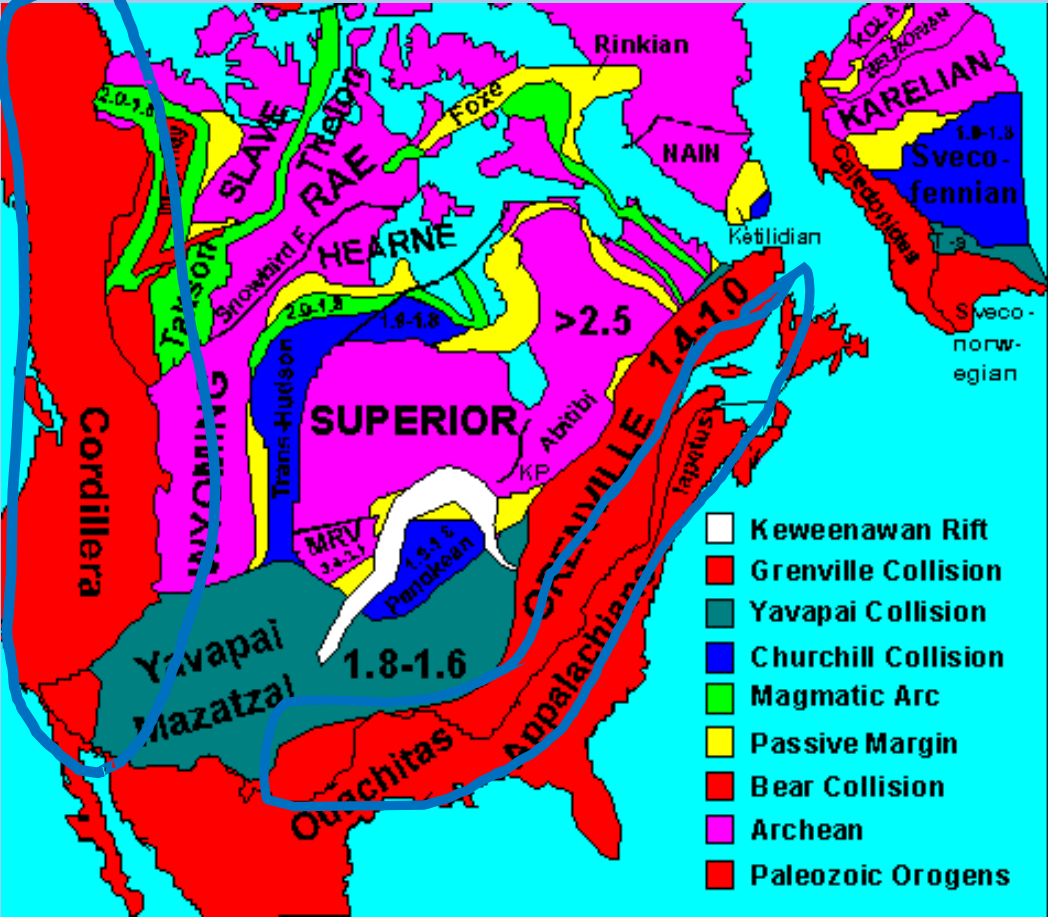 Rinkian
KOLA
KARELIAN
2.0-1.8
SLAVE
Thelon
Foxe
RAE
NAIN
1.9-1.8
Sveco-
fennian
Caledonides
Ketilidian
HEARNE
Snowbird F.
Talston
2.0-1.8
1.9-1.8
>2.5
1.4-1.0
Sveco-
norw-
egian
WYOMING
Trans-Hudson
SUPERIOR
Abitibi
KP
GRENVILLE
Iapetus
Cordillera
MRV
Penokean
Appalachians
Yavapai
Mazatzal
1.8-1.6
Ouachitas
Keweenawan Rift
Grenville Collision
Yavapai Collision
Churchill Collision
Magmatic Arc
Passive Margin
Bear Collision
Archean
Paleozoic Orogens